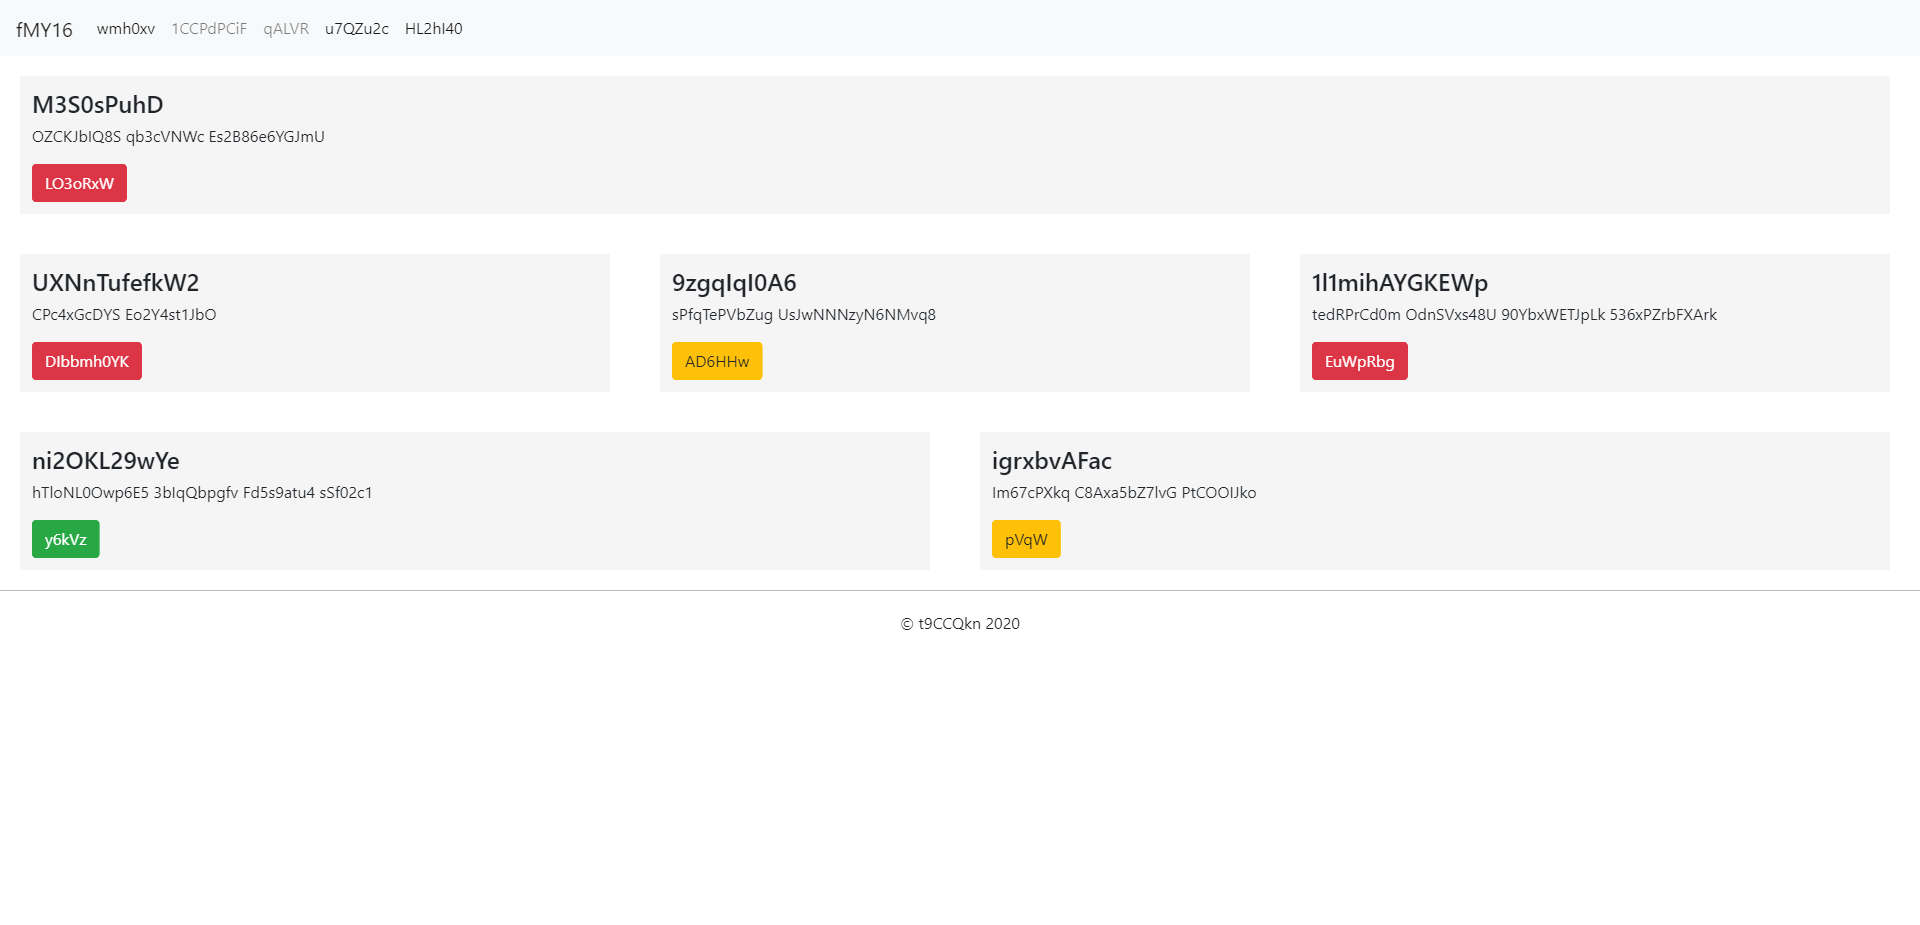 fMY16 wmh0xv 1CCPdPCiF qALVR u7QZu2c HL2hI40
M3S0sPuhD
OZCKJbIQ8S qb3cVNWc Es2B86e6YGJmU
LO3oRxW
UXNnTufefkW2
CPc4xGcDYS Eo2Y4st1JbO
DIbbmh0YK
9zgqIqI0A6
sPfqTePVbZug UsJwNNNzyN6NMvq8
AD6HHw
1l1mihAYGKEWp
tedRPrCd0m OdnSVxs48U 90YbxWETJpLk 536xPZrbFXArk
EuWpRbg
ni2OKL29wYe
hTloNL0Owp6E5 3bIqQbpgfv Fd5s9atu4 sSf02c1
y6kVz
igrxbvAFac
Im67cPXkq C8Axa5bZ7lvG PtCOOIJko
pVqW
© t9CCQkn 2020